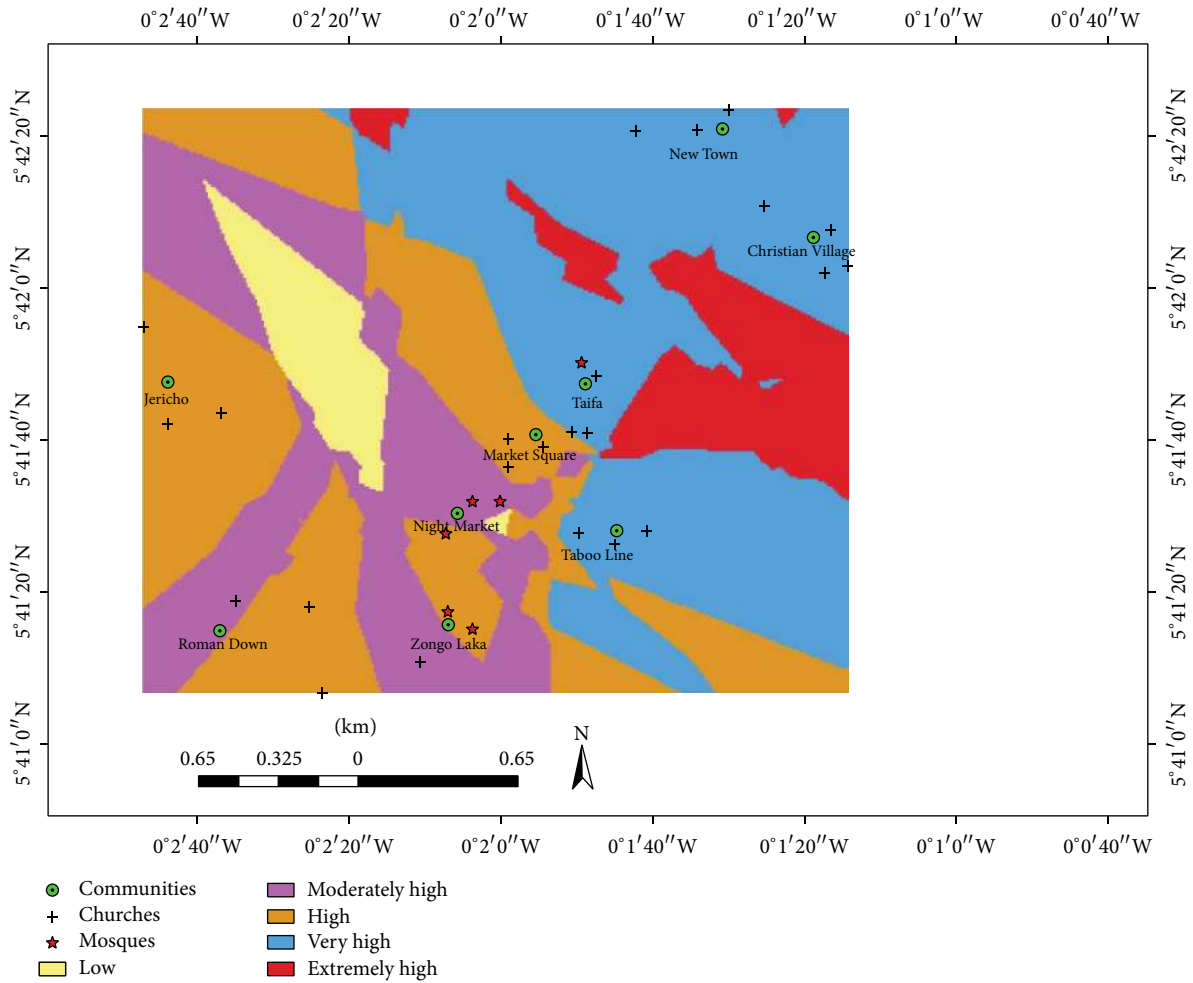 0°2′40″W 0°2′20″W 0°2′0″W 0°1′40″W 0°1′20″W 0°1′0″W 0°0′40″W
5°42′20″N 5°42′20″N
New Town
Christian Village
5°42′0″N 5°42′0″N
Jericho
Taifa
5°41′40″N 5°41′40″N
Market Square
Night Market
Taboo Line
5°41′20″N 5°41′20″N
Roman Down
Zongo Laka
5°41′0″N 5°41′0″N
(km)
N
0.65 0.325 0 0.65
0°2′40″W 0°2′20″W 0°2′0″W 0°1′40″W 0°1′20″W 0°1′0″W 0°0′40″W
Communities
Churches
Mosques
Low
Moderately high
High
Very high
Extremely high